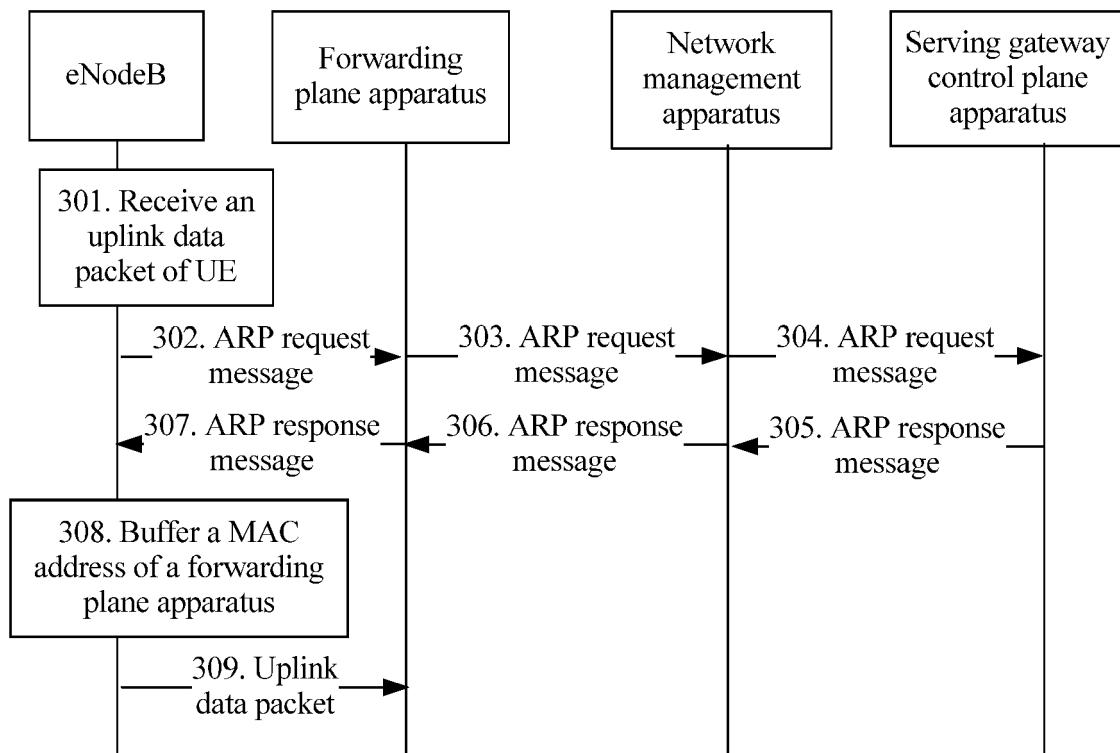 eNodeB
Forwarding
plane apparatus
Network
management
apparatus
Serving gateway
control plane
apparatus
301. Receive an
uplink data
packet of UE
302. ARP request
message
303. ARP request
message
304. ARP request
message
307. ARP response
message
306. ARP response
message
305. ARP response
message
308. Buffer a MAC
address of a forwarding
plane apparatus
309. Uplink
data packet